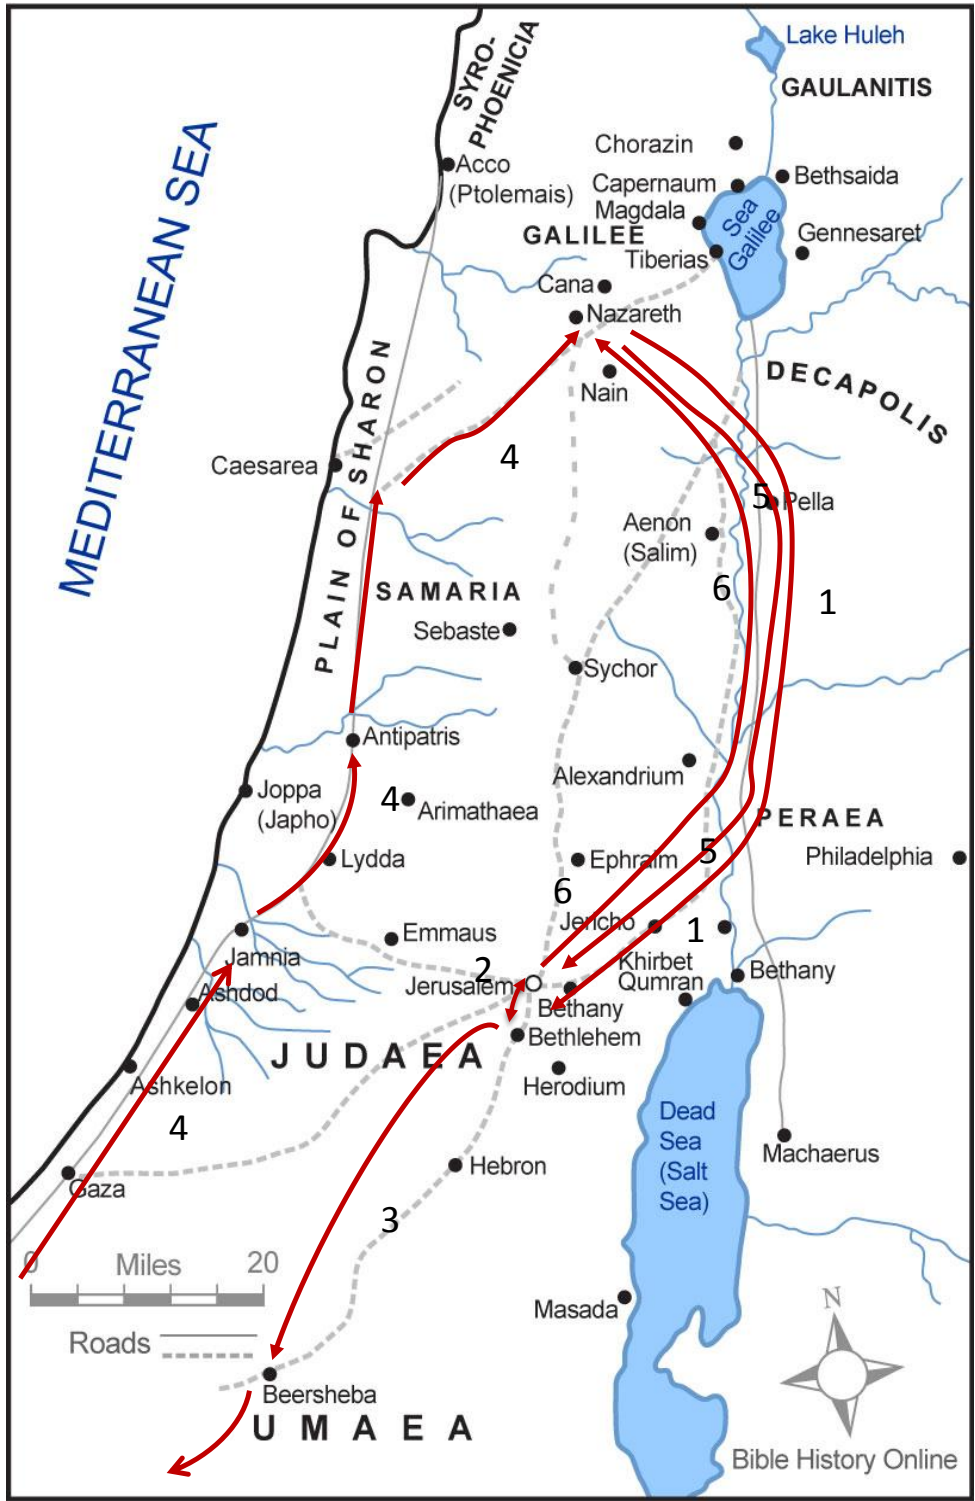 Lake Huleh
SYRO-
PHOENICIA
GAULANITIS
MEDITERRANEAN SEA
Chorazin
Acco
(Ptolemais)
Capernaum
Bethsaida
Magdala
Sea
Galilee
GALILEE
Gennesaret
Tiberias
Cana
Nazareth
Nain
DECAPOLIS
PLAIN OF SHARON
4
Caesarea
5
Pella
Aenon
(Salim)
6
1
SAMARIA
Sebaste
Sychor
Antipatris
Alexandrium
Joppa
(Japho)
4
Arimathaea
PERAEA
Lydda
Ephraim
5
Philadelphia
6
Jericho
1
Emmaus
Jamnia
2
Khirbet
Qumran
Bethany
Jerusalem
Ashdod
Bethany
Bethlehem
JUDAEA
Ashkelon
Herodium
4
Dead
Sea
(Salt
Sea)
Machaerus
Hebron
Gaza
3
0
Miles
20
Masada
N
Roads
Beersheba
UMAEA
Bible History Online